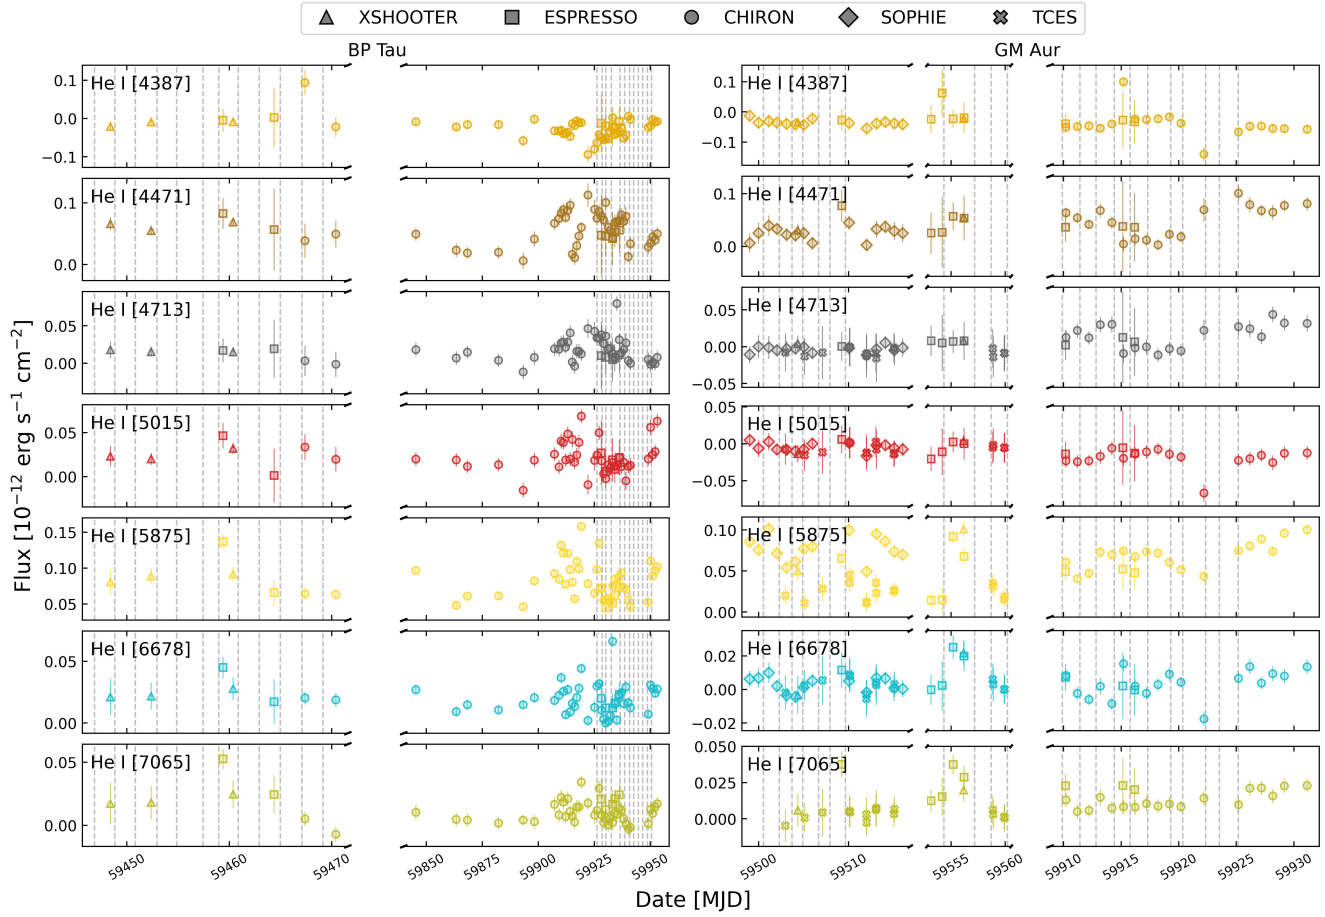 XSHOOTER ESPRESSO CHIRON SOPHIE TCES
BP Tau
GM Aur
Flux [10⁻¹² erg s⁻¹ cm⁻²]
He I [4387]
0.1
0.0
−0.1
He I [4471]
0.1
0.0
He I [4713]
0.05
0.00
He I [5015]
0.05
0.00
He I [5875]
0.15
0.10
0.05
He I [6678]
0.05
0.00
He I [7065]
0.05
0.00
59450 59460 59470 59850 59875 59900 59925 59950
He I [4387]
0.1
0.0
−0.1
He I [4471]
0.1
0.0
He I [4713]
0.05
0.00
−0.05
He I [5015]
0.05
0.00
−0.05
He I [5875]
0.10
0.05
0.00
He I [6678]
0.02
0.00
−0.02
He I [7065]
0.050
0.025
0.000
59500 59510 59555 59560 59910 59915 59920 59925 59930
Date [MJD]